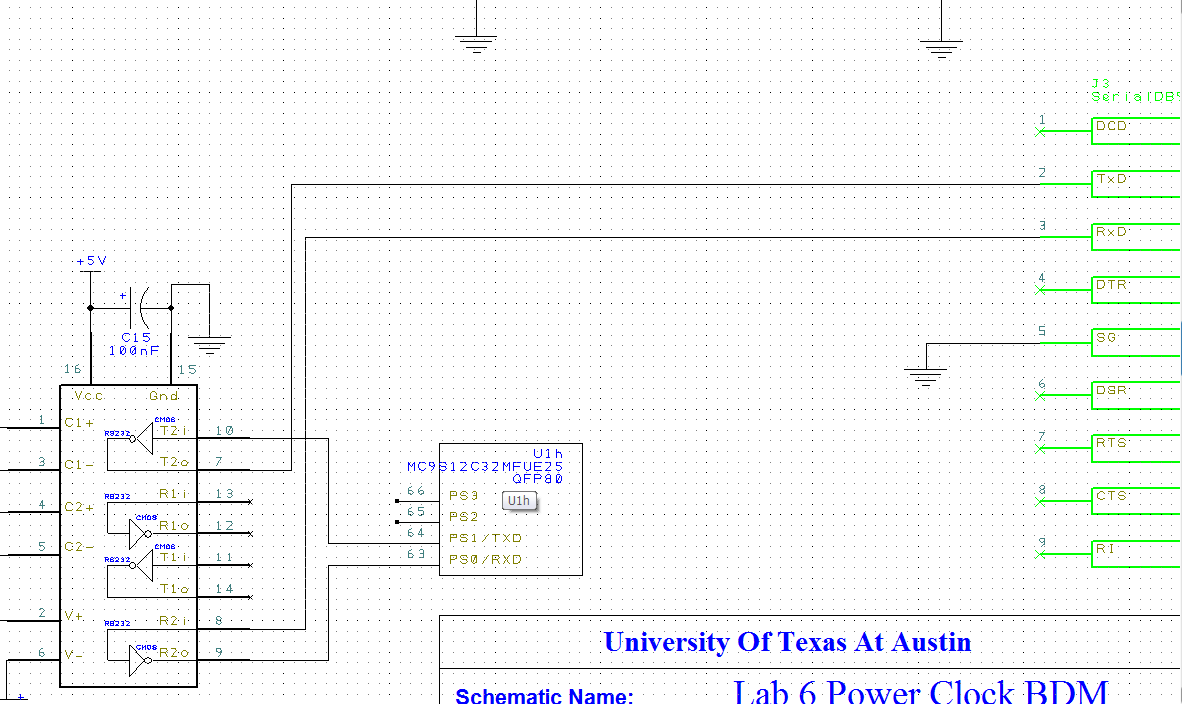 J3
SerialDB9
1
DCD
2
TxD
3
RxD
4
DTR
5
SG
6
DSR
7
RTS
8
CTS
9
RI
+5V
+
C15
100nF
16
15
Vcc
Gnd
1
C1+
CMOS
RS232
T2i
10
3
C1-
T2o
7
RS232
R1i
13
4
C2+
CMOS
R1o
12
5
C2-
CMOS
RS232
T1i
11
T1o
14
2
V+
RS232
R2i
8
6
V-
CMOS
R2o
9
+
U1h
MC9S12C32MFUE25
QFP80
66
PS3
U1h
65
PS2
64
PS1/TXD
63
PS0/RXD
University Of Texas At Austin
Schematic Name:
Lab 6 Power Clock BDM